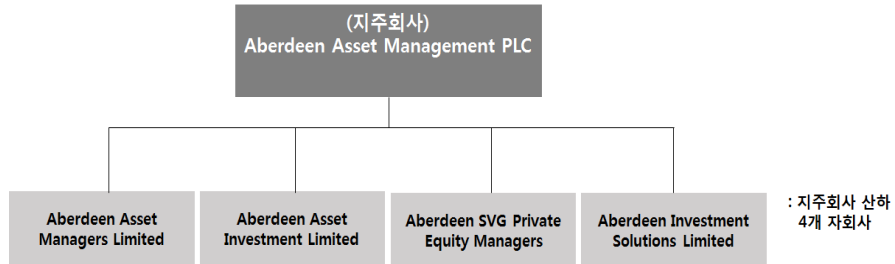 (지주회사)
Aberdeen Asset Management PLC
Aberdeen Asset
Managers Limited
Aberdeen Asset
Investment Limited
Aberdeen SVG Private
Equity Managers
Aberdeen Investment
Solutions Limited
: 지주회사 산하
4개 자회사